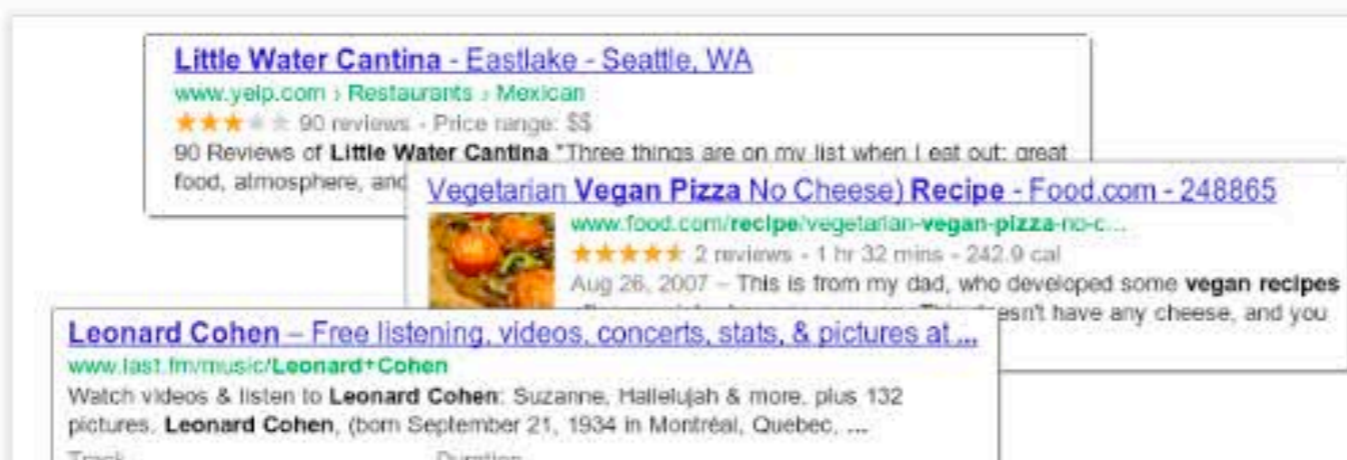 Little Water Cantina - Eastlake - Seattle, WA
www.yelp.com › Restaurants › Mexican
90 reviews - Price range: $$
90 Reviews of Little Water Cantina "Three things are on my list when I eat out: great
food, atmosphere, and
Vegetarian Vegan Pizza No Cheese) Recipe - Food.com - 248865
www.food.com/recipe/vegetarian-vegan-pizza-no-c...
2 reviews - 1 hr 32 mins - 242.9 cal
Aug 26, 2007 – This is from my dad, who developed some vegan recipes
have any cheese, and you
Leonard Cohen – Free listening, videos, concerts, stats, & pictures at ...
www.last.fm/music/Leonard+Cohen
Watch videos & listen to Leonard Cohen: Suzanne, Hallelujah & more, plus 132
pictures. Leonard Cohen, (born September 21, 1934 in Montréal, Quebec, ...
Track Duration